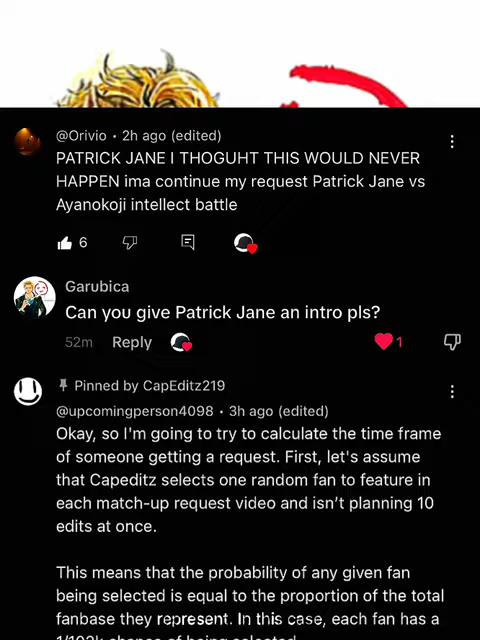 @Orivio • 2h ago (edited)
PATRICK JANE I THOGUHT THIS WOULD NEVER
HAPPEN ima continue my request Patrick Jane vs
Ayanokoji intellect battle
6
Garubica
Can you give Patrick Jane an intro pls?
52m Reply
1
Pinned by CapEditz219
@upcomingperson4098 • 3h ago (edited)
Okay, so I'm going to try to calculate the time frame
of someone getting a request. First, let's assume
that Capeditz selects one random fan to feature in
each match-up request video and isn't planning 10
edits at once.
This means that the probability of any given fan
being selected is equal to the proportion of the total
fanbase they represent. In this case, each fan has a
chance of being selected